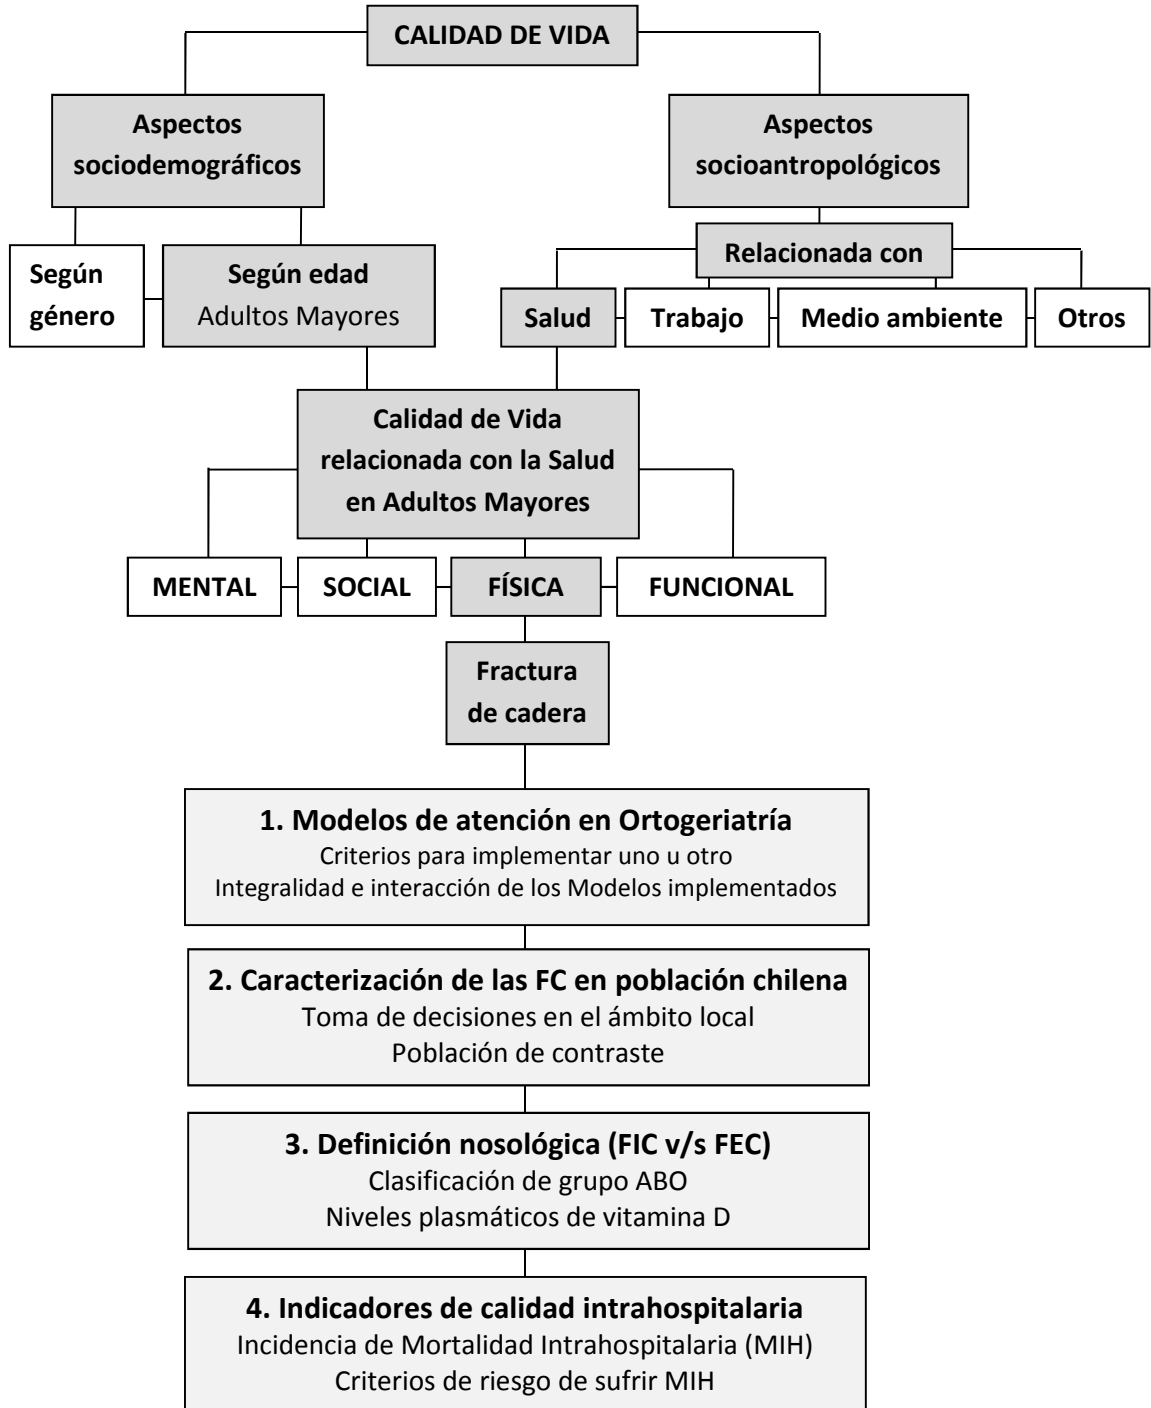 CALIDAD DE VIDA
Aspectos
sociodemográficos
Aspectos
socioantropológicos
Relacionada con
Según
género
Según edad
Adultos Mayores
Salud
Trabajo
Medio ambiente
Otros
Calidad de Vida
relacionada con la Salud
en Adultos Mayores
MENTAL
SOCIAL
FÍSICA
FUNCIONAL
Fractura
de cadera
1. Modelos de atención en Ortogeriatría
Criterios para implementar uno u otro
Integralidad e interacción de los Modelos implementados
2. Caracterización de las FC en población chilena
Toma de decisiones en el ámbito local
Población de contraste
3. Definición nosológica (FIC v/s FEC)
Clasificación de grupo ABO
Niveles plasmáticos de vitamina D
4. Indicadores de calidad intrahospitalaria
Incidencia de Mortalidad Intrahospitalaria (MIH)
Criterios de riesgo de sufrir MIH